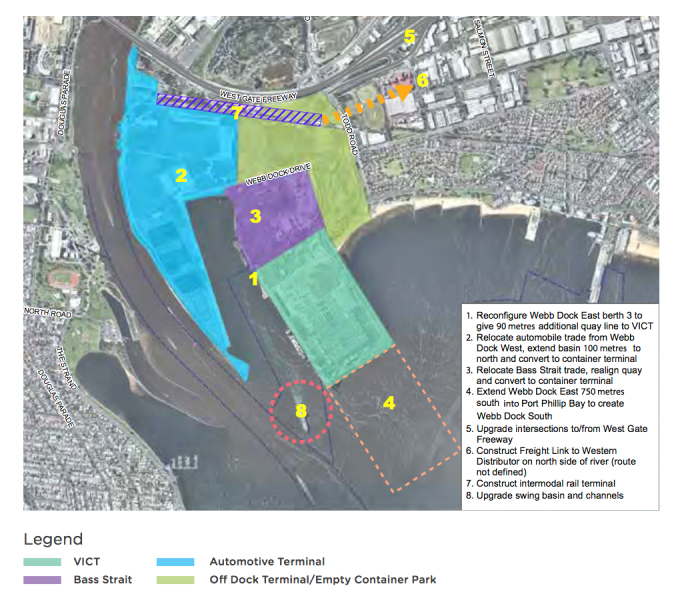 5
SALMON STREET
6
DOUGLAS PARADE
WEST GATE FREEWAY
7
TODD ROAD
2
WEBB DOCK DRIVE
3
1
NORTH ROAD
THE STRAND
DOUGLAS PARADE
8
4
1. Reconfigure Webb Dock East berth 3 to
give 90 metres additional quay line to VICT
2. Relocate automobile trade from Webb
Dock West, extend basin 100 metres to
north and convert to container terminal
3. Relocate Bass Strait trade, realign quay
and convert to container terminal
4. Extend Webb Dock East 750 metres
south into Port Phillip Bay to create
Webb Dock South
5. Upgrade intersections to/from West Gate
Freeway
6. Construct Freight Link to Western
Distributor on north side of river (route
not defined)
7. Construct intermodal rail terminal
8. Upgrade swing basin and channels
Legend
VICT
Automotive Terminal
Bass Strait
Off Dock Terminal/Empty Container Park